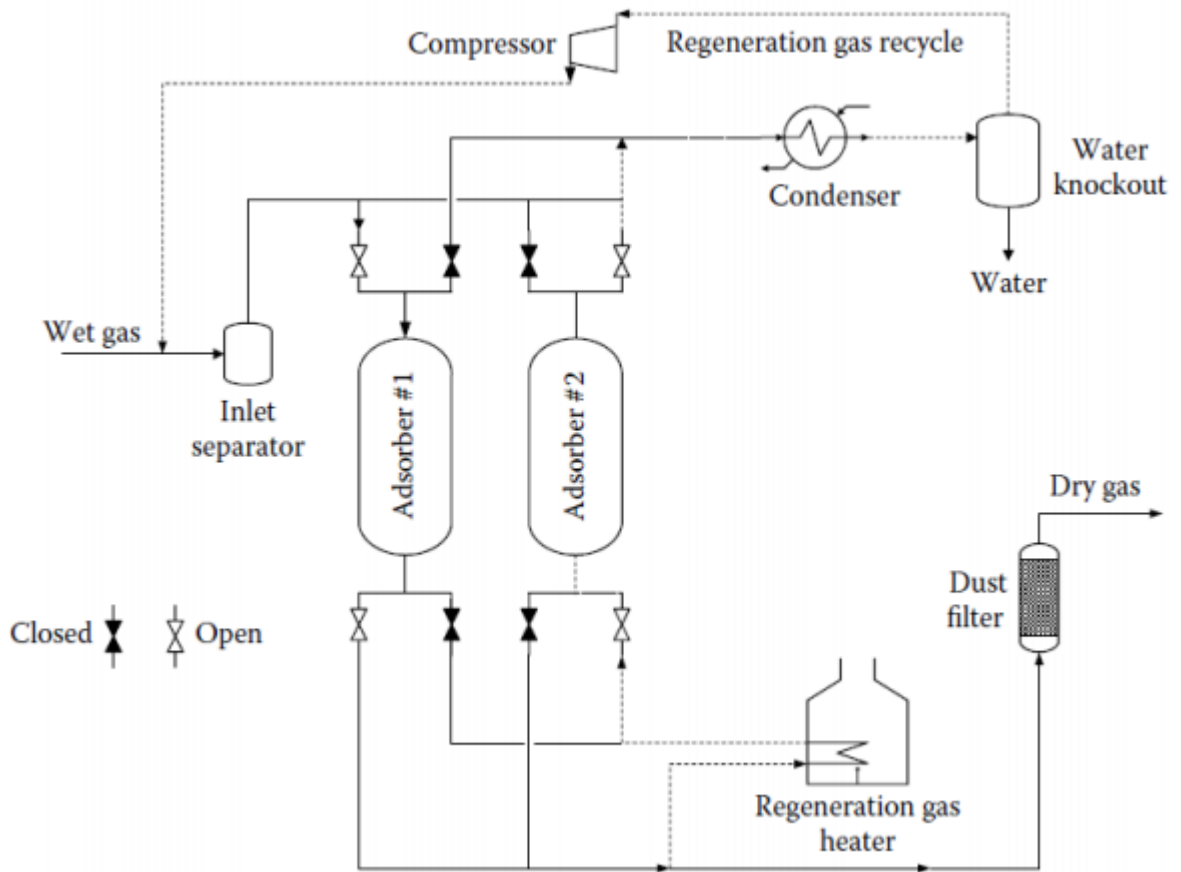 Compressor
Regeneration gas recycle
Condenser
Water
knockout
Water
Wet gas
Inlet
separator
Adsorber #1
Adsorber #2
Dry gas
Dust
filter
Closed
Open
Regeneration gas
heater